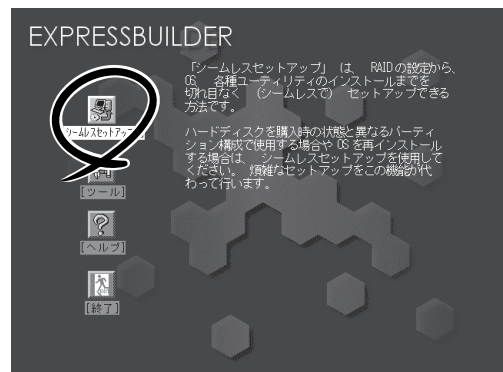 EXPRESSBUILDER
「シームレスセットアップ」 は、 RAIDの設定から、
OS、 各種ユーティリティのインストールまでを
切れ目なく （シームレスで） セットアップできる
方法です。
ハードディスクを購入時の状態と異なるパーティ
ション構成で使用する場合や OSを再インストール
する場合は、 シームレスセットアップを使用して
ください。 煩雑なセットアップをこの機能が代
わって行います。
[シームレスセットアップ]
[ツール]
[ヘルプ]
[終了]